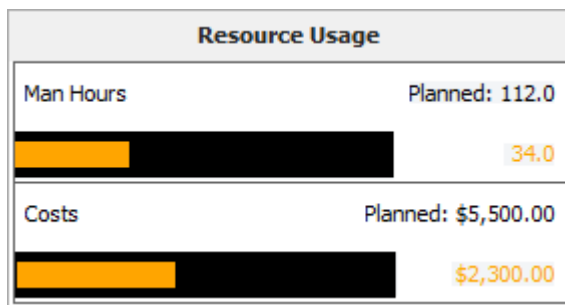 Resource Usage
Man Hours Planned: 112.0
34.0
Costs Planned: $5,500.00
$2,300.00